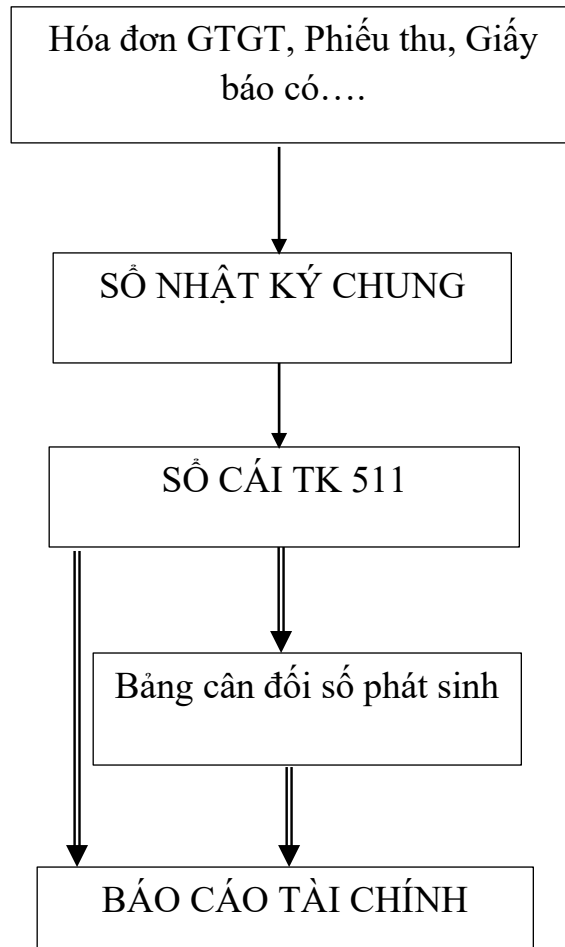 Hóa đơn GTGT, Phiếu thu, Giấy
báo có….
SỔ NHẬT KÝ CHUNG
SỔ CÁI TK 511
Bảng cân đối số phát sinh
BÁO CÁO TÀI CHÍNH